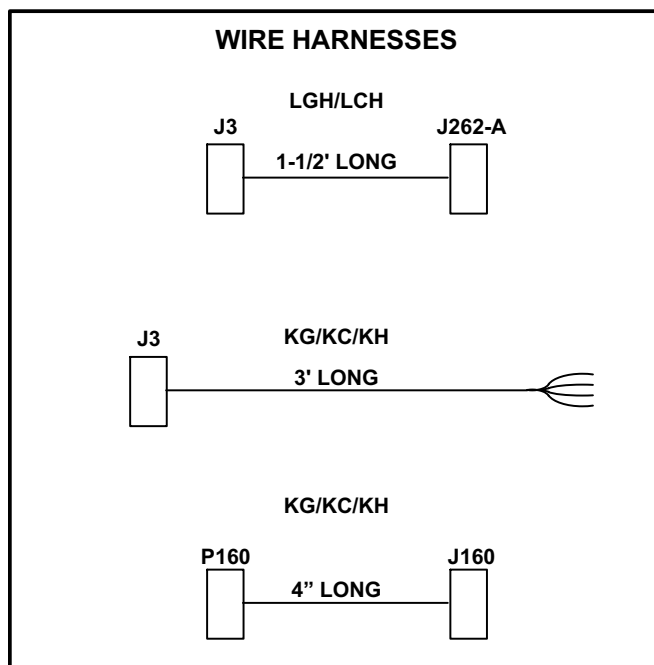 WIRE HARNESSES
LGH/LCH
J3 J262-A
1-1/2' LONG
KG/KC/KH
J3
3' LONG
KG/KC/KH
P160 J160
4” LONG